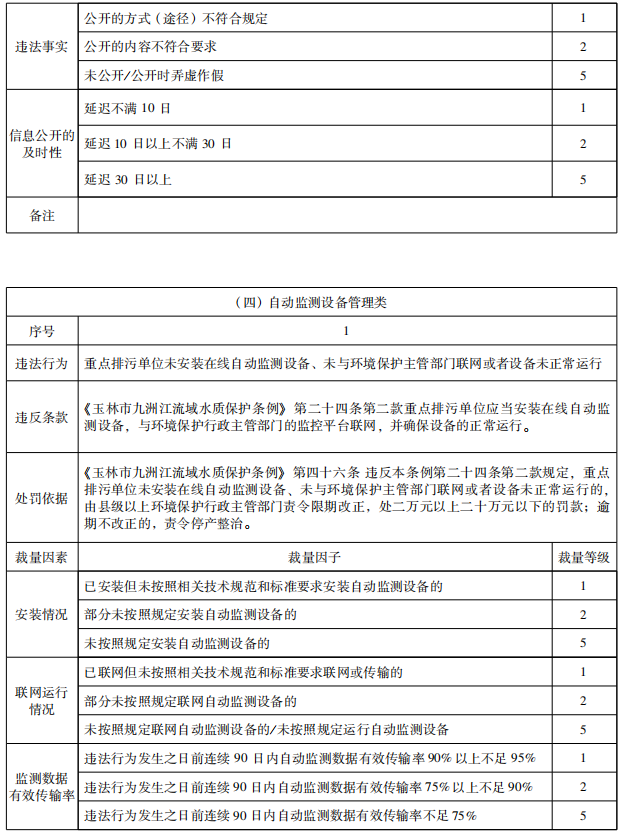 违法事实
公开的方式（途径）不符合规定 1
公开的内容不符合要求 2
未公开/公开时弄虚作假 5
信息公开的
及时性
延迟不满 10 日 1
延迟 10 日以上不满 30 日 2
延迟 30 日以上 5
备注
（四）自动监测设备管理类
序号 1
违法行为 重点排污单位未安装在线自动监测设备、未与环境保护主管部门联网或者设备未正常运行
违反条款
《玉林市九洲江流域水质保护条例》第二十四条第二款重点排污单位应当安装在线自动监
测设备，与环境保护行政主管部门的监控平台联网，并确保设备的正常运行。
处罚依据
《玉林市九洲江流域水质保护条例》第四十六条 违反本条例第二十四条第二款规定，重点
排污单位未安装在线自动监测设备、未与环境保护主管部门联网或者设备未正常运行的，
由县级以上环境保护行政主管部门责令限期改正，处二万元以上二十万元以下的罚款；逾
期不改正的，责令停产整治。
裁量因素 裁量因子 裁量等级
安装情况
已安装但未按照相关技术规范和标准要求安装自动监测设备的 1
部分未按照规定安装自动监测设备的 2
未按照规定安装自动监测设备的 5
联网运行
情况
已联网但未按照相关技术规范和标准要求联网或传输的 1
部分未按照规定联网自动监测设备的 2
未按照规定联网自动监测设备的/未按照规定运行自动监测设备 5
监测数据
有效传输率
违法行为发生之日前连续 90 日内自动监测数据有效传输率 90%以上不足 95% 1
违法行为发生之日前连续 90 日内自动监测数据有效传输率 75%以上不足 90% 2
违法行为发生之日前连续 90 日内自动监测数据有效传输率不足 75% 5